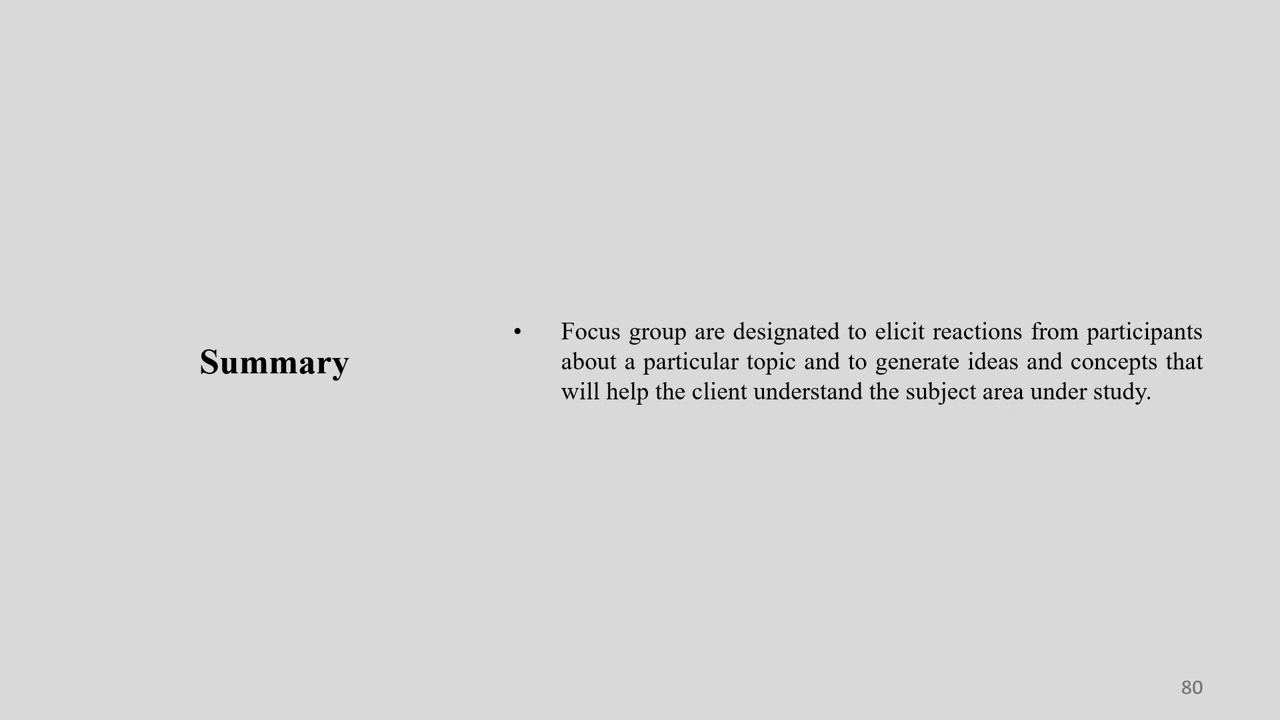 Summary
• Focus group are designated to elicit reactions from participants
about a particular topic and to generate ideas and concepts that
will help the client understand the subject area under study.
80